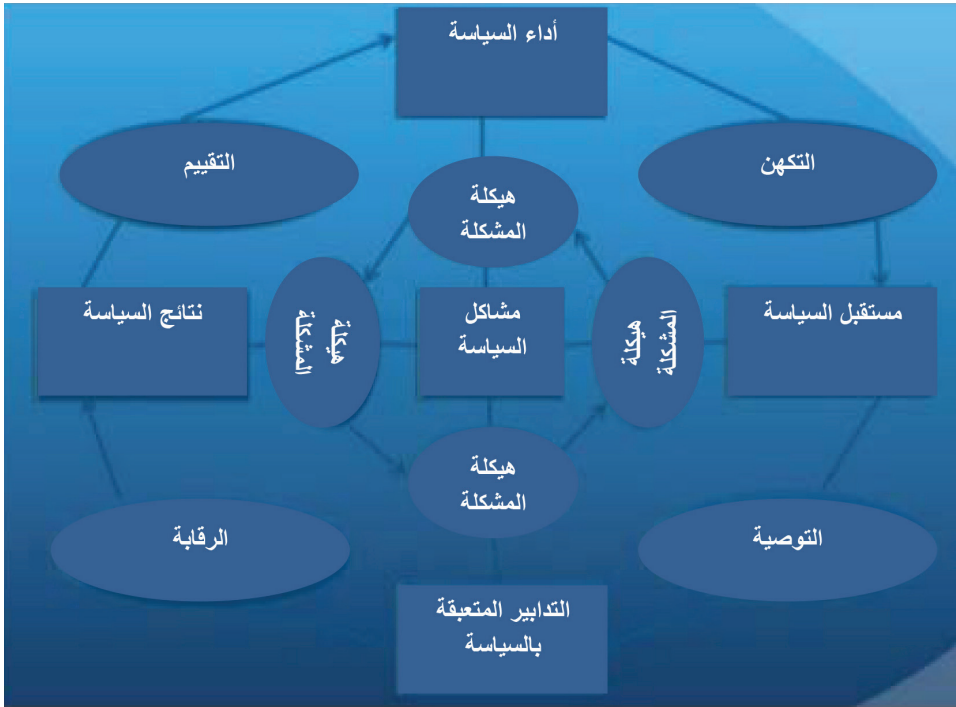 أداء السياسة
التكهن
التقييم
هيكلة
المشكلة
مستقبل السياسة
هيكلة
المشكلة
مشاكل
السياسة
هيكلة
المشكلة
نتائج السياسة
هيكلة
المشكلة
التوصية
الرقابة
التدابير المتعبقة
بالسياسة